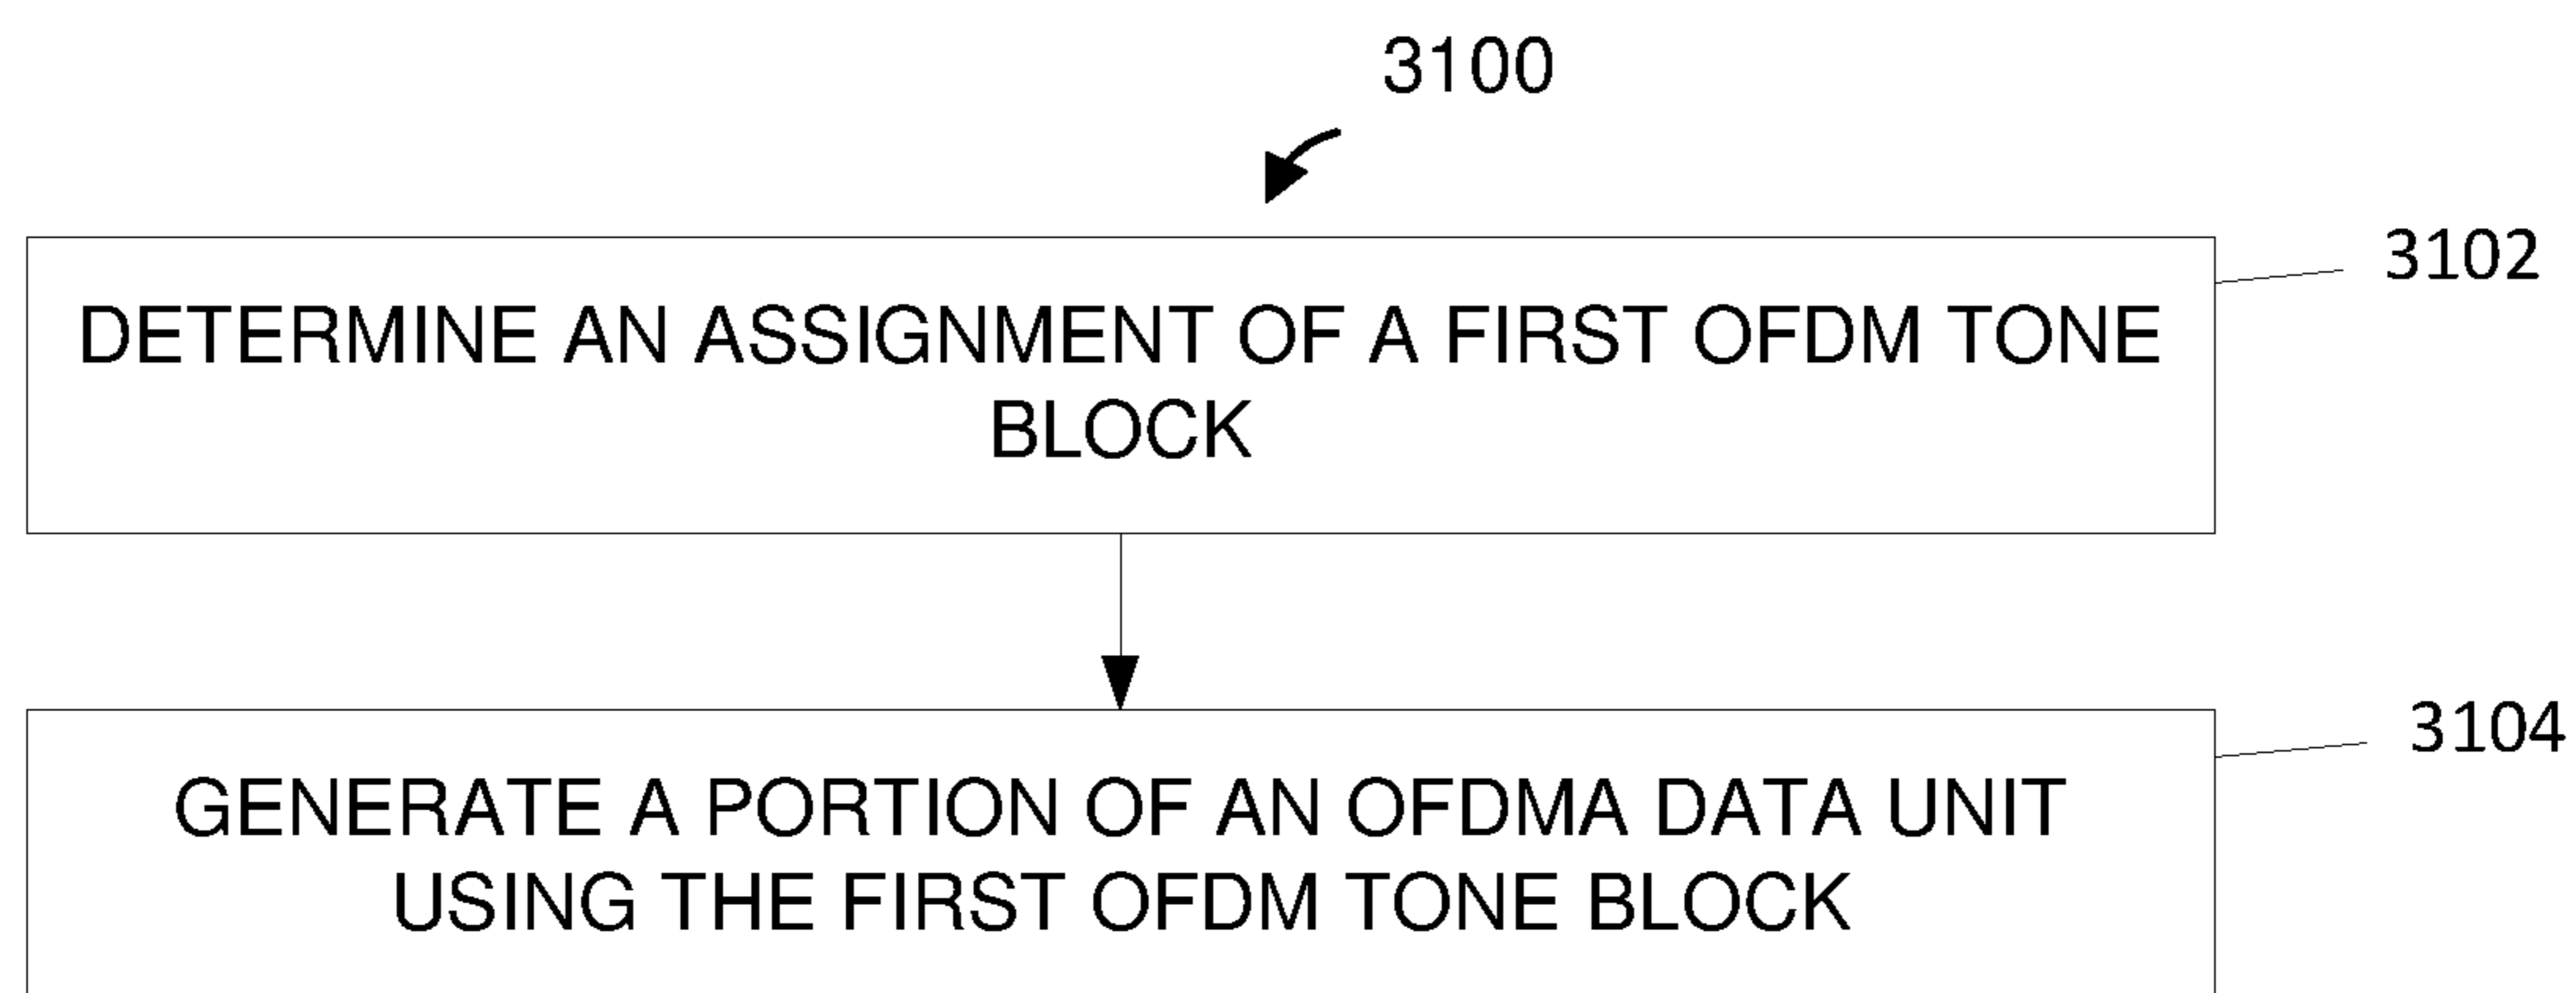 3100
3102
DETERMINE AN ASSIGNMENT OF A FIRST OFDM TONE
BLOCK
3104
GENERATE A PORTION OF AN OFDMA DATA UNIT
USING THE FIRST OFDM TONE BLOCK